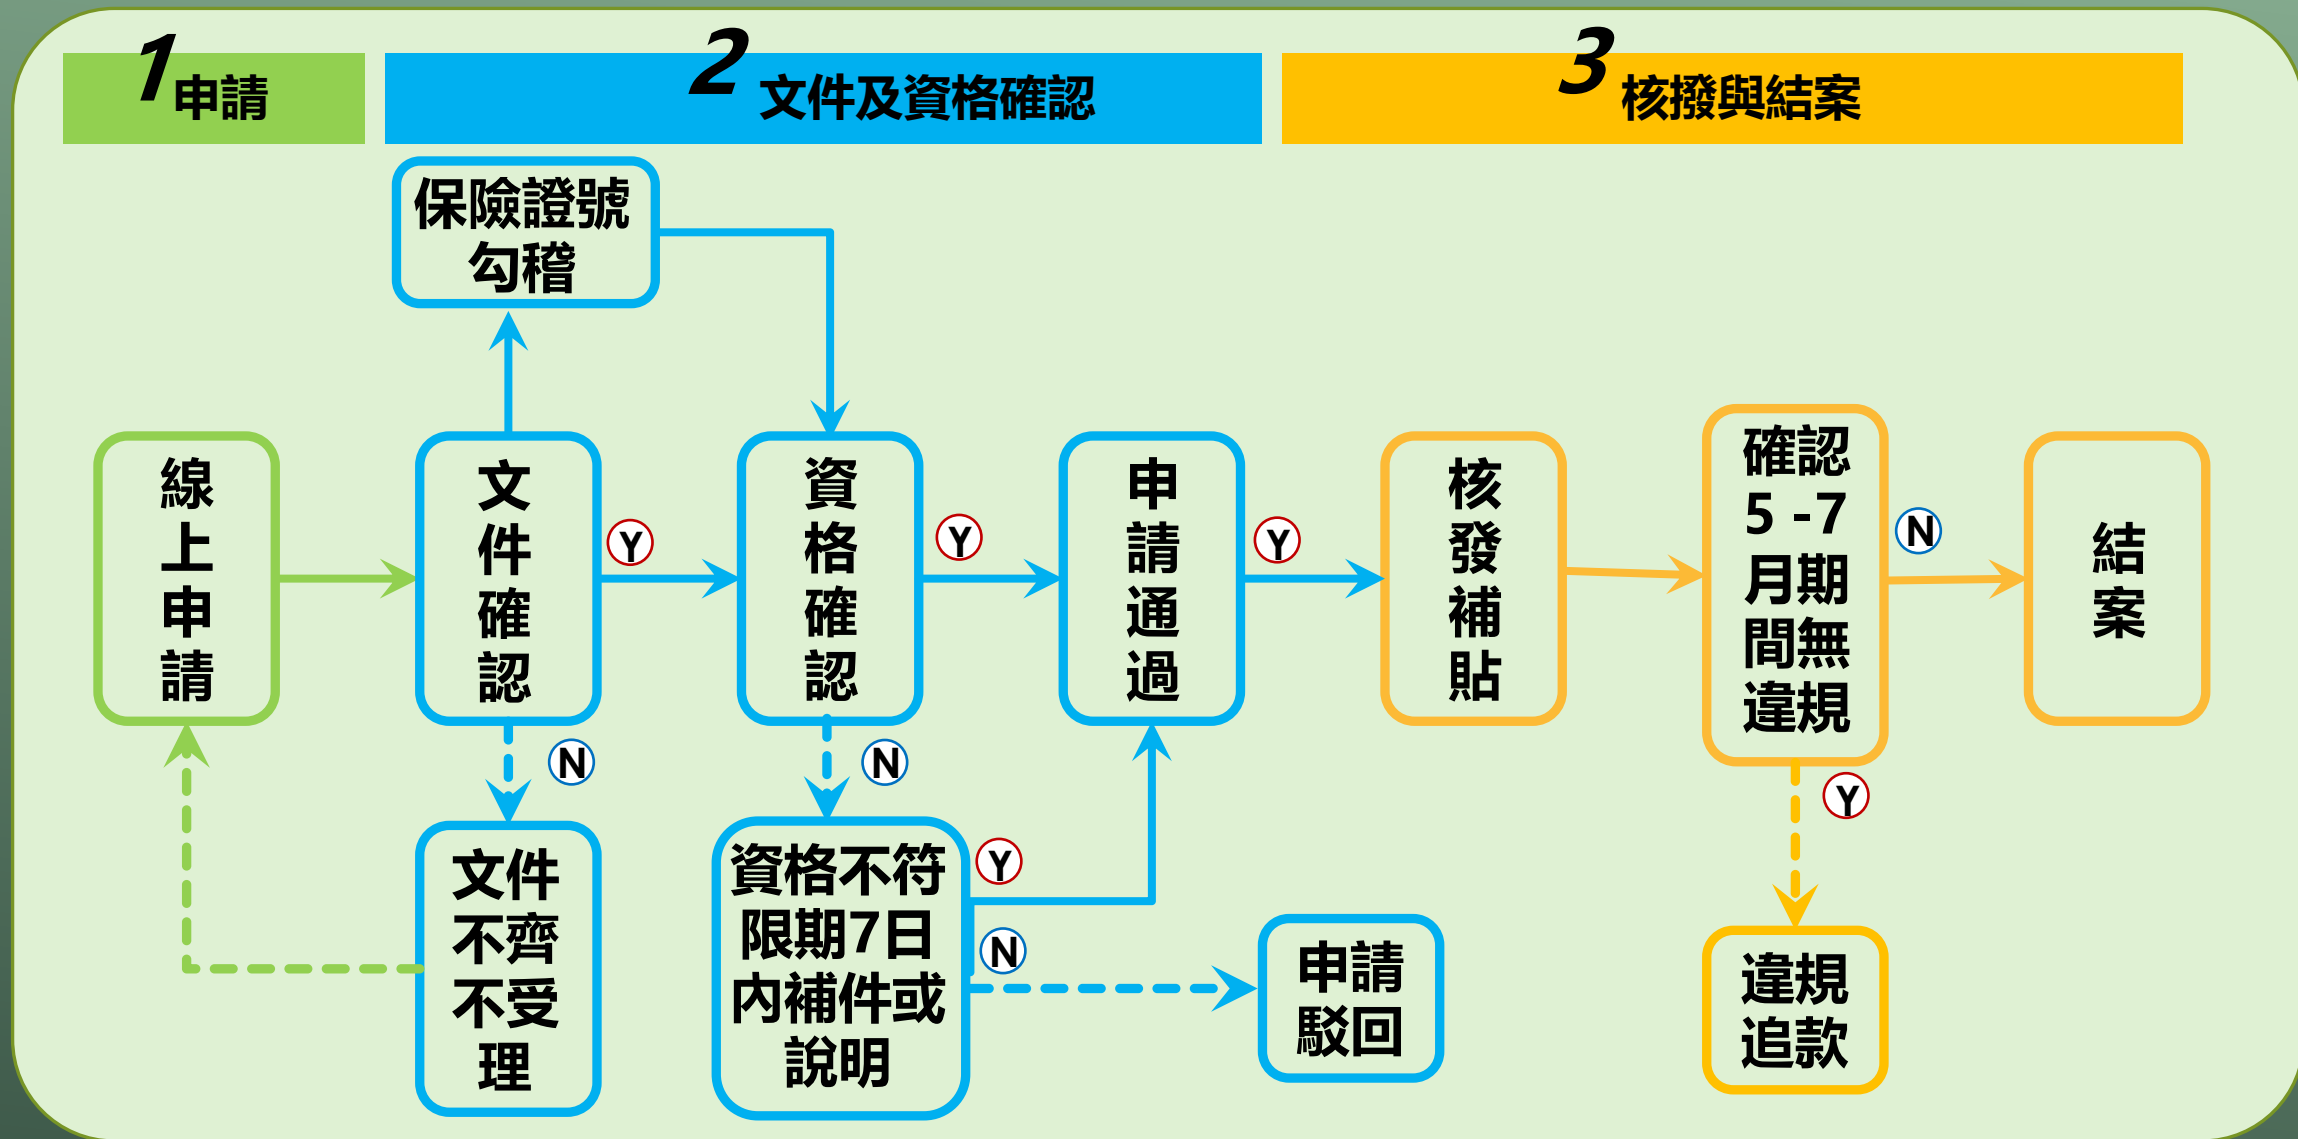 1 申請
2 文件及資格確認
3 核撥與結案
保險證號
勾稽
線
上
申
請
文
件
確
認
Y
資
格
確
認
Y
申
請
通
過
Y
核
發
補
貼
確認
5 -7
月期
間無
違規
N
結
案
N
文件
不齊
不受
理
N
資格不符
限期7日
內補件或
說明
Y
N
申請
駁回
Y
違規
追款